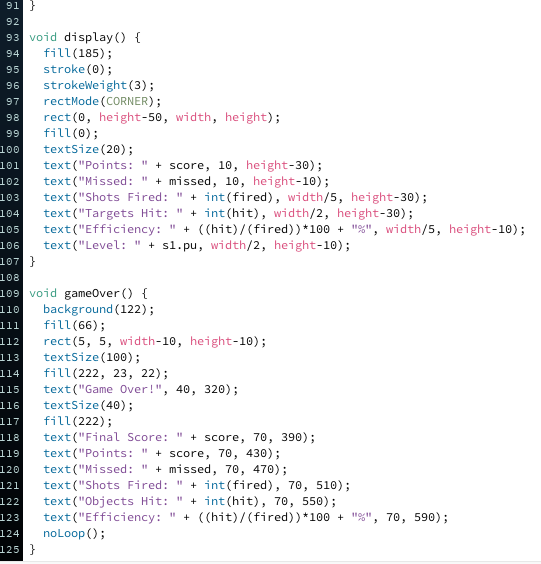 91 }
92
93 void display() {
94   fill(185);
95   stroke(0);
96   strokeWeight(3);
97   rectMode(CORNER);
98   rect(0, height-50, width, height);
99   fill(0);
100   textSize(20);
101   text("Points: " + score, 10, height-30);
102   text("Missed: " + missed, 10, height-10);
103   text("Shots Fired: " + int(fired), width/5, height-30);
104   text("Targets Hit: " + int(hit), width/2, height-30);
105   text("Efficiency: " + ((hit)/(fired))*100 + "%", width/5, height-10);
106   text("Level: " + s1.pu, width/2, height-10);
107 }
108
109 void gameOver() {
110   background(122);
111   fill(66);
112   rect(5, 5, width-10, height-10);
113   textSize(100);
114   fill(222, 23, 22);
115   text("Game Over!", 40, 320);
116   textSize(40);
117   fill(222);
118   text("Final Score: " + score, 70, 390);
119   text("Points: " + score, 70, 430);
120   text("Missed: " + missed, 70, 470);
121   text("Shots Fired: " + int(fired), 70, 510);
122   text("Objects Hit: " + int(hit), 70, 550);
123   text("Efficiency: " + ((hit)/(fired))*100 + "%", 70, 590);
124   noLoop();
125 }